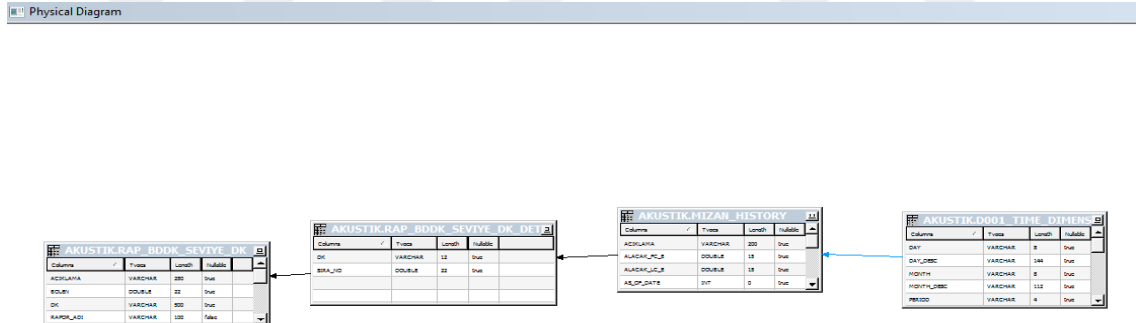 Physical Diagram
AKUSTIK.RAP_BDDK_SEVIYE_DK
Columns Types Length Nullable
ACIKLAMA VARCHAR 250 true
BOLEN DOUBLE 22 true
DK VARCHAR 500 true
RAPOR_ADI VARCHAR 100 false
AKUSTIK.RAP_BDDK_SEVIYE_DK_DET
Columns Types Length Nullable
DK VARCHAR 12 true
SIRA_NO DOUBLE 22 true
AKUSTIK.MIZAN_HISTORY
Columns Types Length Nullable
ACIKLAMA VARCHAR 200 true
ALACAK_FC_B DOUBLE 15 true
ALACAK_LC_B DOUBLE 15 true
AS_OF_DATE INT 0 true
AKUSTIK.D001_TIME_DIMENS
Columns Types Length Nullable
DAY VARCHAR 8 true
DAY_DESC VARCHAR 144 true
MONTH VARCHAR 8 true
MONTH_DESC VARCHAR 112 true
PERIOD VARCHAR 4 true